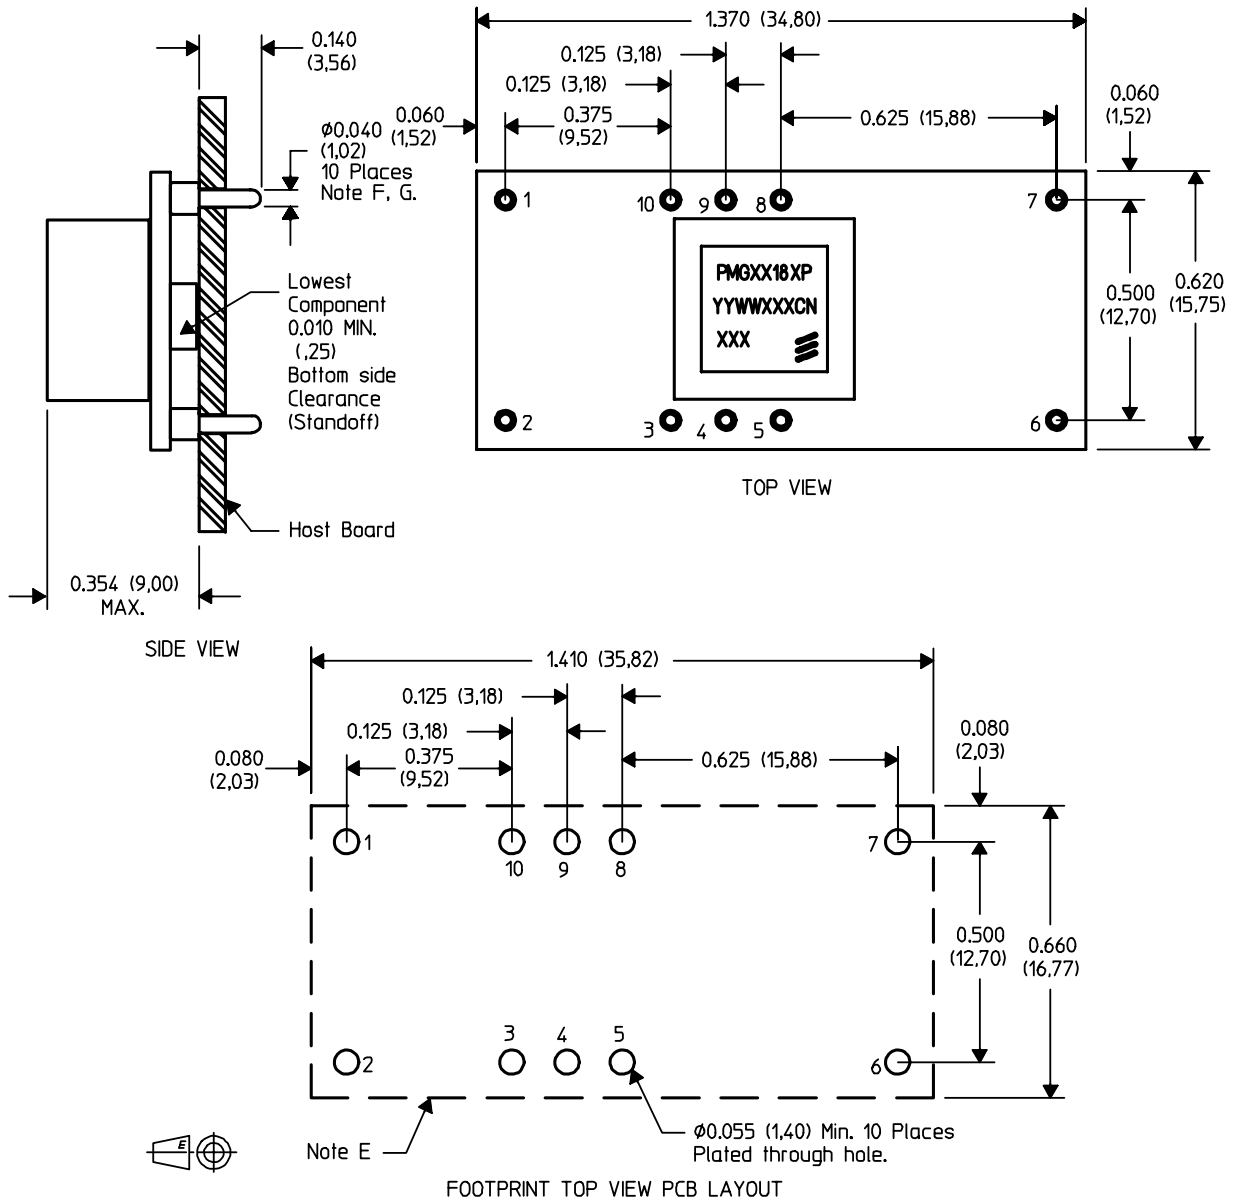 0.140
(3,56)
Ø0.040
(1,02)
10 Places
Note F, G.
Lowest
Component
0.010 MIN.
(,25)
Bottom side
Clearance
(Standoff)
Host Board
0.354 (9,00)
MAX.
SIDE VIEW
1.370 (34,80)
0.125 (3,18)
0.125 (3,18)
0.060
(1,52)
0.375
(9,52)
0.625 (15,88)
0.060
(1,52)
1
10
9
8
7
PMGXX18XP
YYWWXXXCN
XXX
0.500
(12,70)
0.620
(15,75)
2
3
4
5
6
TOP VIEW
1.410 (35,82)
0.125 (3,18)
0.125 (3,18)
0.080
(2,03)
0.375
(9,52)
0.625 (15,88)
0.080
(2,03)
1
10
9
8
7
0.500
(12,70)
0.660
(16,77)
2
3
4
5
6
E
Note E
Ø0.055 (1,40) Min. 10 Places
Plated through hole.
FOOTPRINT TOP VIEW PCB LAYOUT